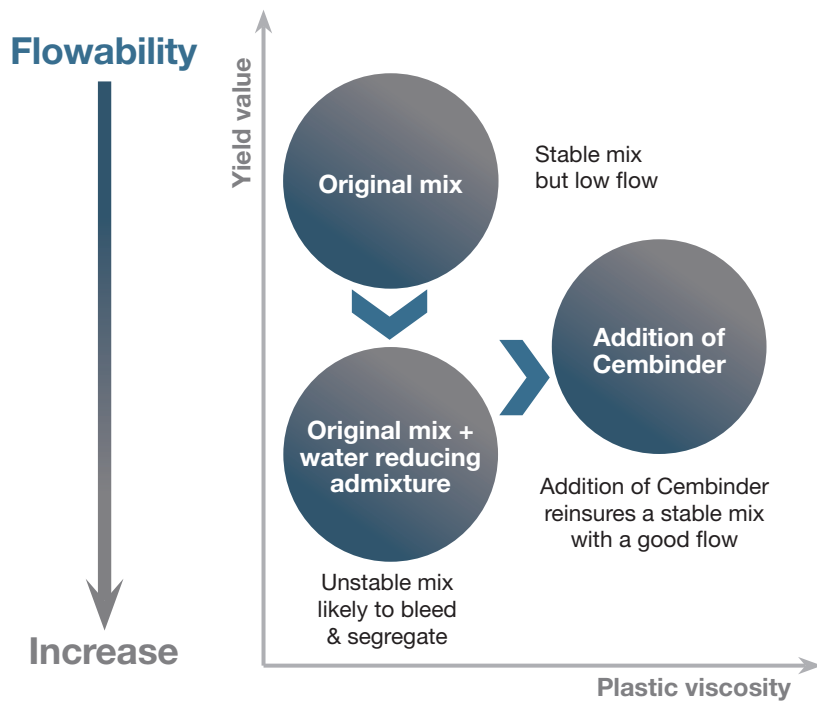 Flowability
Increase
Yield value
Original mix
Stable mix
but low flow
Original mix +
water reducing
admixture
Unstable mix
likely to bleed
& segregate
Addition of
Cembinder
Addition of Cembinder
reinsures a stable mix
with a good flow
Plastic viscosity